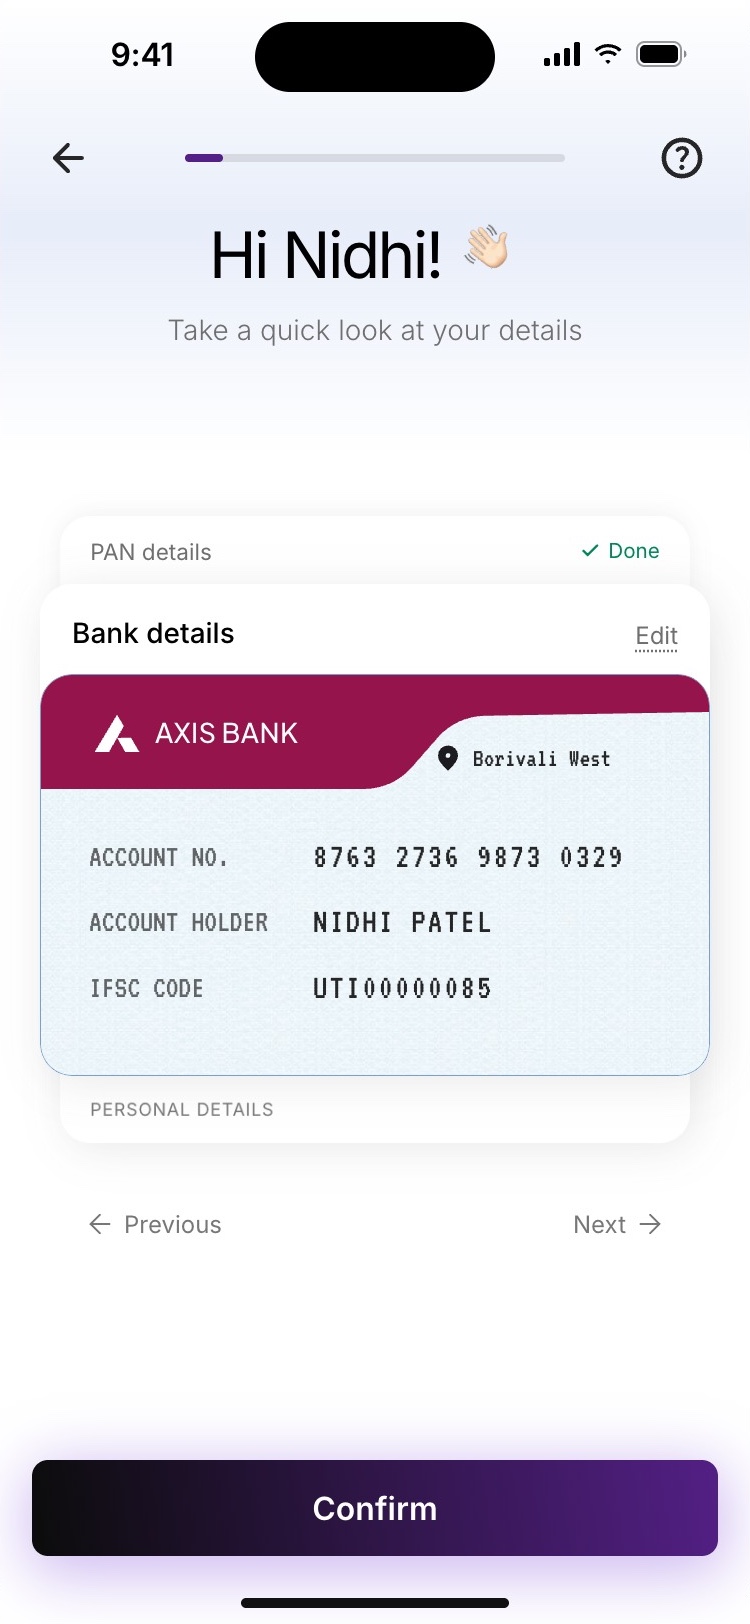 9:41
Hi Nidhi! 👋🏻
Take a quick look at your details
PAN details
Done
Bank details
Edit
AXIS BANK
Borivali West
ACCOUNT NO. 8763 2736 9873 0329
ACCOUNT HOLDER NIDHI PATEL
IFSC CODE UTI00000085
PERSONAL DETAILS
Previous
Next
Confirm